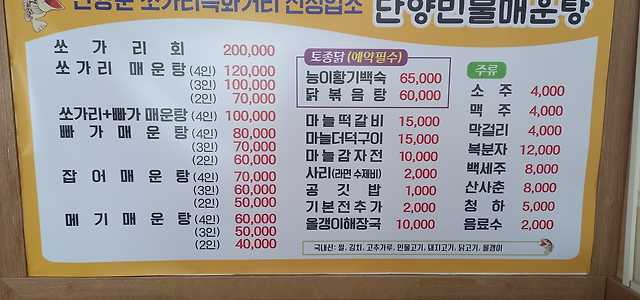 단양군 쏘가리특화거리 진정업소
단양민물매운탕
쏘가리회 200,000
쏘가리매운탕 (4인) 120,000
(3인) 100,000
(2인) 70,000
쏘가리+빠가 매운탕 (4인) 100,000
빠가매운탕 (4인) 80,000
(3인) 70,000
(2인) 60,000
잡어매운탕 (4인) 70,000
(3인) 60,000
(2인) 50,000
메기매운탕 (4인) 60,000
(3인) 50,000
(2인) 40,000
토종닭 (예약필수)
능이황기백숙 65,000
닭볶음탕 60,000
마늘떡갈비 15,000
마늘더덕구이 15,000
마늘감자전 10,000
사리(라면 수제비) 2,000
공깃밥 1,000
기본전추가 2,000
올갱이해장국 10,000
주류
소주 4,000
맥주 4,000
막걸리 4,000
복분자 12,000
백세주 8,000
산사춘 8,000
청하 5,000
음료수 2,000
국내산: 쌀, 김치, 고추가루, 민물고기, 돼지고기, 닭고기, 올갱이